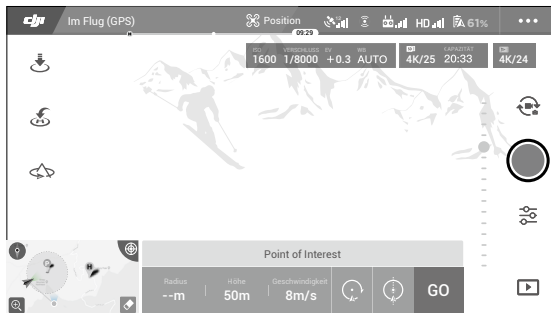 dji Im Flug (GPS) Position HD 61%
H 09:29
ISO VERSCHLUSS EV WB CAPAZITÄT
1600 1/8000 +0.3 AUTO 4K/25 20:33 4K/24
H
Point of Interest
Radius Höhe Geschwindigkeit
--m 50m 8m/s GO
H